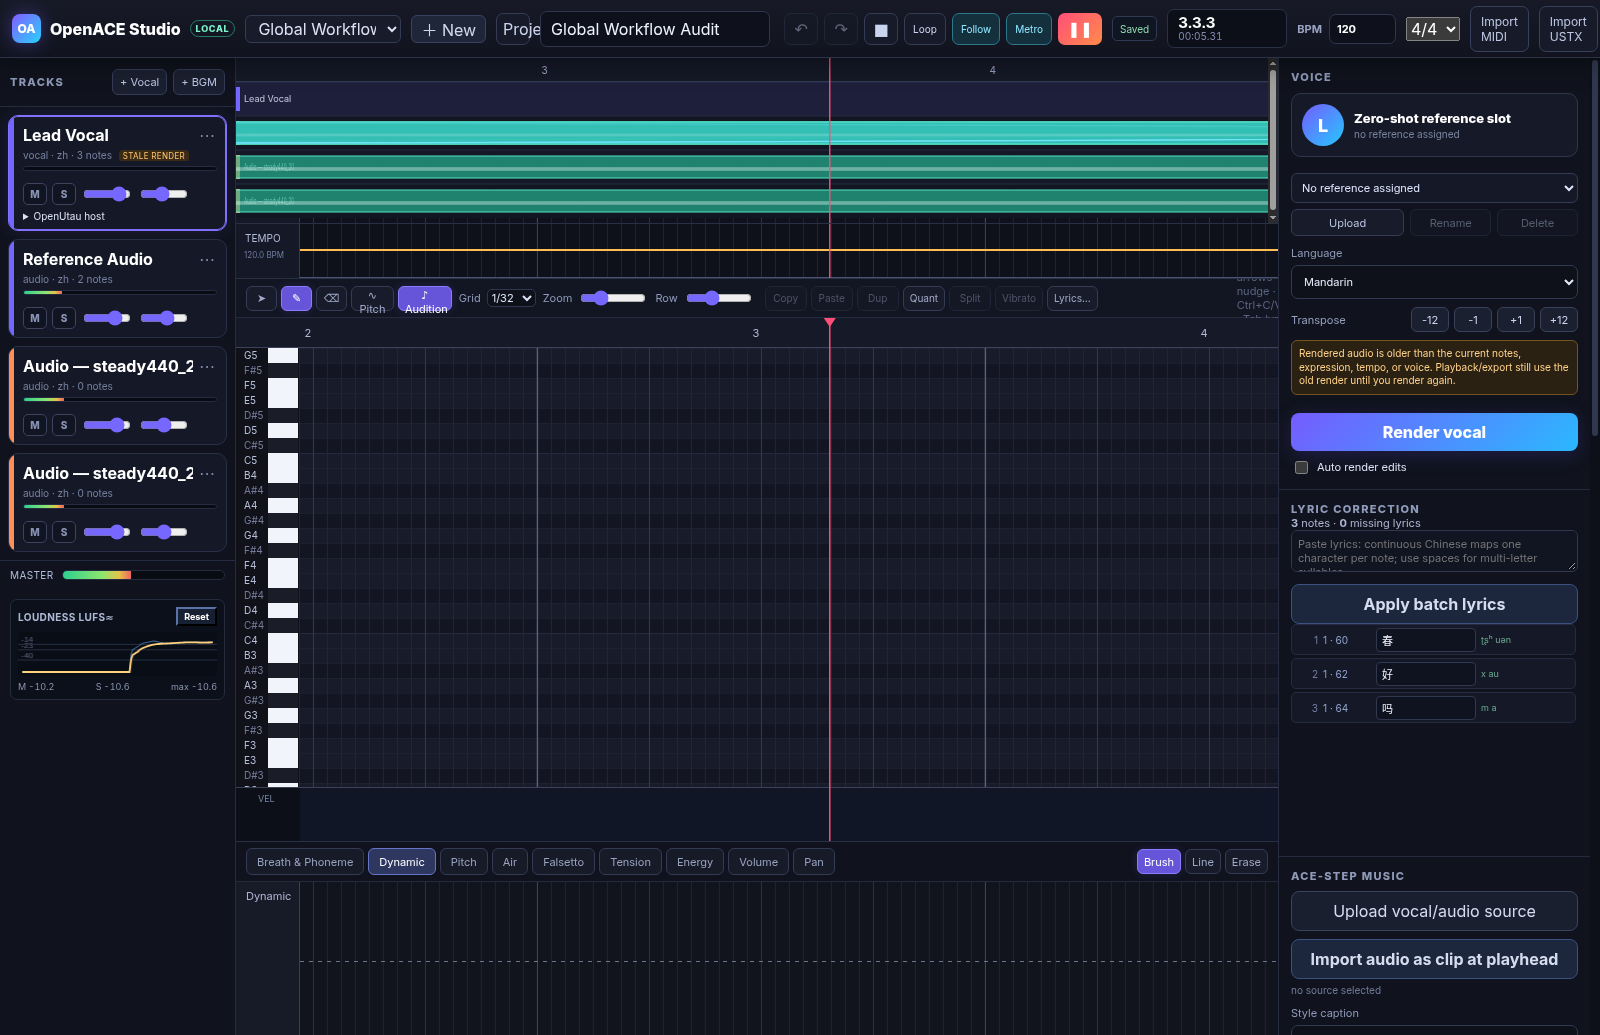 OA OpenACE Studio LOCAL Global Workflow + New Proje Global Workflow Audit Loop Follow Metro Saved 3.3.3 00:05.31 BPM 120 4/4 Import MIDI Import USTX
TRACKS + Vocal + BGM
Lead Vocal ...
vocal · zh · 3 notes STALE RENDER
M S
▸ OpenUtau host
Reference Audio ...
audio · zh · 2 notes
M S
Audio — steady440_2 ...
audio · zh · 0 notes
M S
Audio — steady440_2 ...
audio · zh · 0 notes
M S
MASTER
LOUDNESS LUFS≈ Reset
-14
-23
-40
M -10.2 S -10.6 max -10.6
3 4
Lead Vocal
TEMPO
120.0 BPM
Pitch Audition Grid 1/32 Zoom Row Copy Paste Dup Quant Split Vibrato Lyrics...
nudge ·
2 3 4
G5
F#5
F5
E5
D#5
D5
C#5
C5
B4
A#4
A4
G#4
G4
F#4
F4
E4
D#4
D4
C#4
C4
B3
A#3
A3
G#3
G3
F#3
F3
E3
D#3
VEL
Breath & Phoneme Dynamic Pitch Air Falsetto Tension Energy Volume Pan Brush Line Erase
Dynamic
VOICE
L Zero-shot reference slot
no reference assigned
No reference assigned
Upload Rename Delete
Language
Mandarin
Transpose -12 -1 +1 +12
Rendered audio is older than the current notes,
expression, tempo, or voice. Playback/export still use the
old render until you render again.
Render vocal
Auto render edits
LYRIC CORRECTION
3 notes · 0 missing lyrics
Paste lyrics: continuous Chinese maps one
character per note; use spaces for multi-letter
Apply batch lyrics
1 1 · 60 春 ʈʂʰ uən
2 1 · 62 好 x au
3 1 · 64 吗 m a
ACE-STEP MUSIC
Upload vocal/audio source
Import audio as clip at playhead
no source selected
Style caption